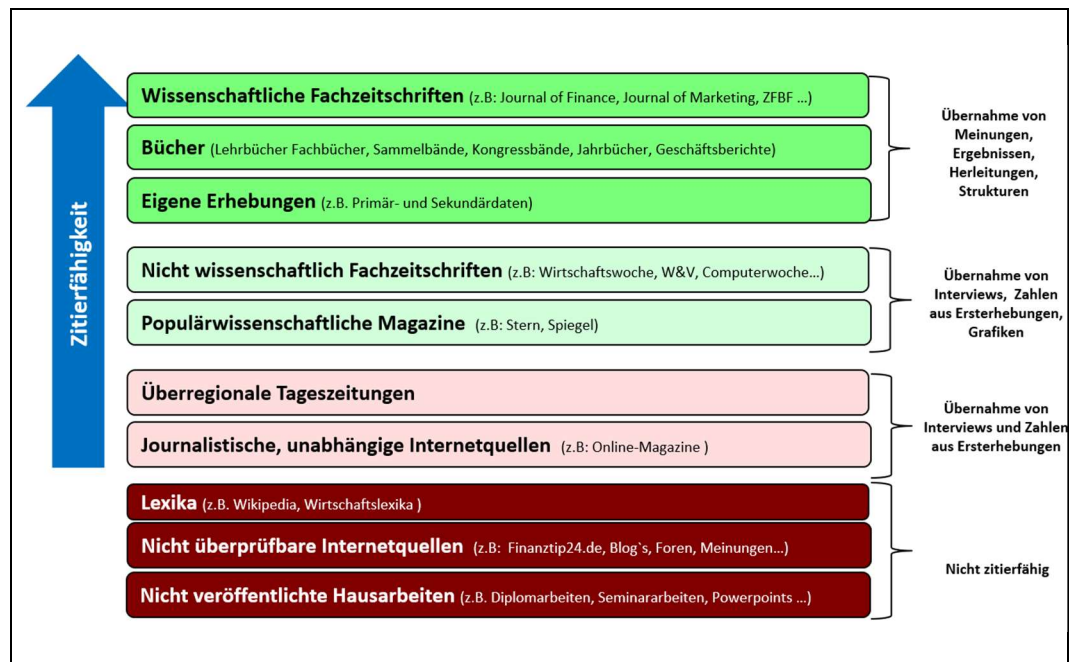 Zitierfähigkeit
Wissenschaftliche Fachzeitschriften (z.B: Journal of Finance, Journal of Marketing, ZFBF ...)
Bücher (Lehrbücher Fachbücher, Sammelbände, Kongressbände, Jahrbücher, Geschäftsberichte)
Eigene Erhebungen (z.B. Primär- und Sekundärdaten)
Übernahme von
Meinungen,
Ergebnissen,
Herleitungen,
Strukturen
Nicht wissenschaftlich Fachzeitschriften (z.B: Wirtschaftswoche, W&V, Computerwoche...)
Populärwissenschaftliche Magazine (z.B: Stern, Spiegel)
Übernahme von
Interviews, Zahlen
aus Ersterhebungen,
Grafiken
Überregionale Tageszeitungen
Journalistische, unabhängige Internetquellen (z.B: Online-Magazine )
Übernahme von
Interviews und Zahlen
aus Ersterhebungen
Lexika (z.B. Wikipedia, Wirtschaftslexika )
Nicht überprüfbare Internetquellen (z.B: Finanztip24.de, Blog`s, Foren, Meinungen...)
Nicht veröffentlichte Hausarbeiten (z.B. Diplomarbeiten, Seminararbeiten, Powerpoints ...)
Nicht zitierfähig